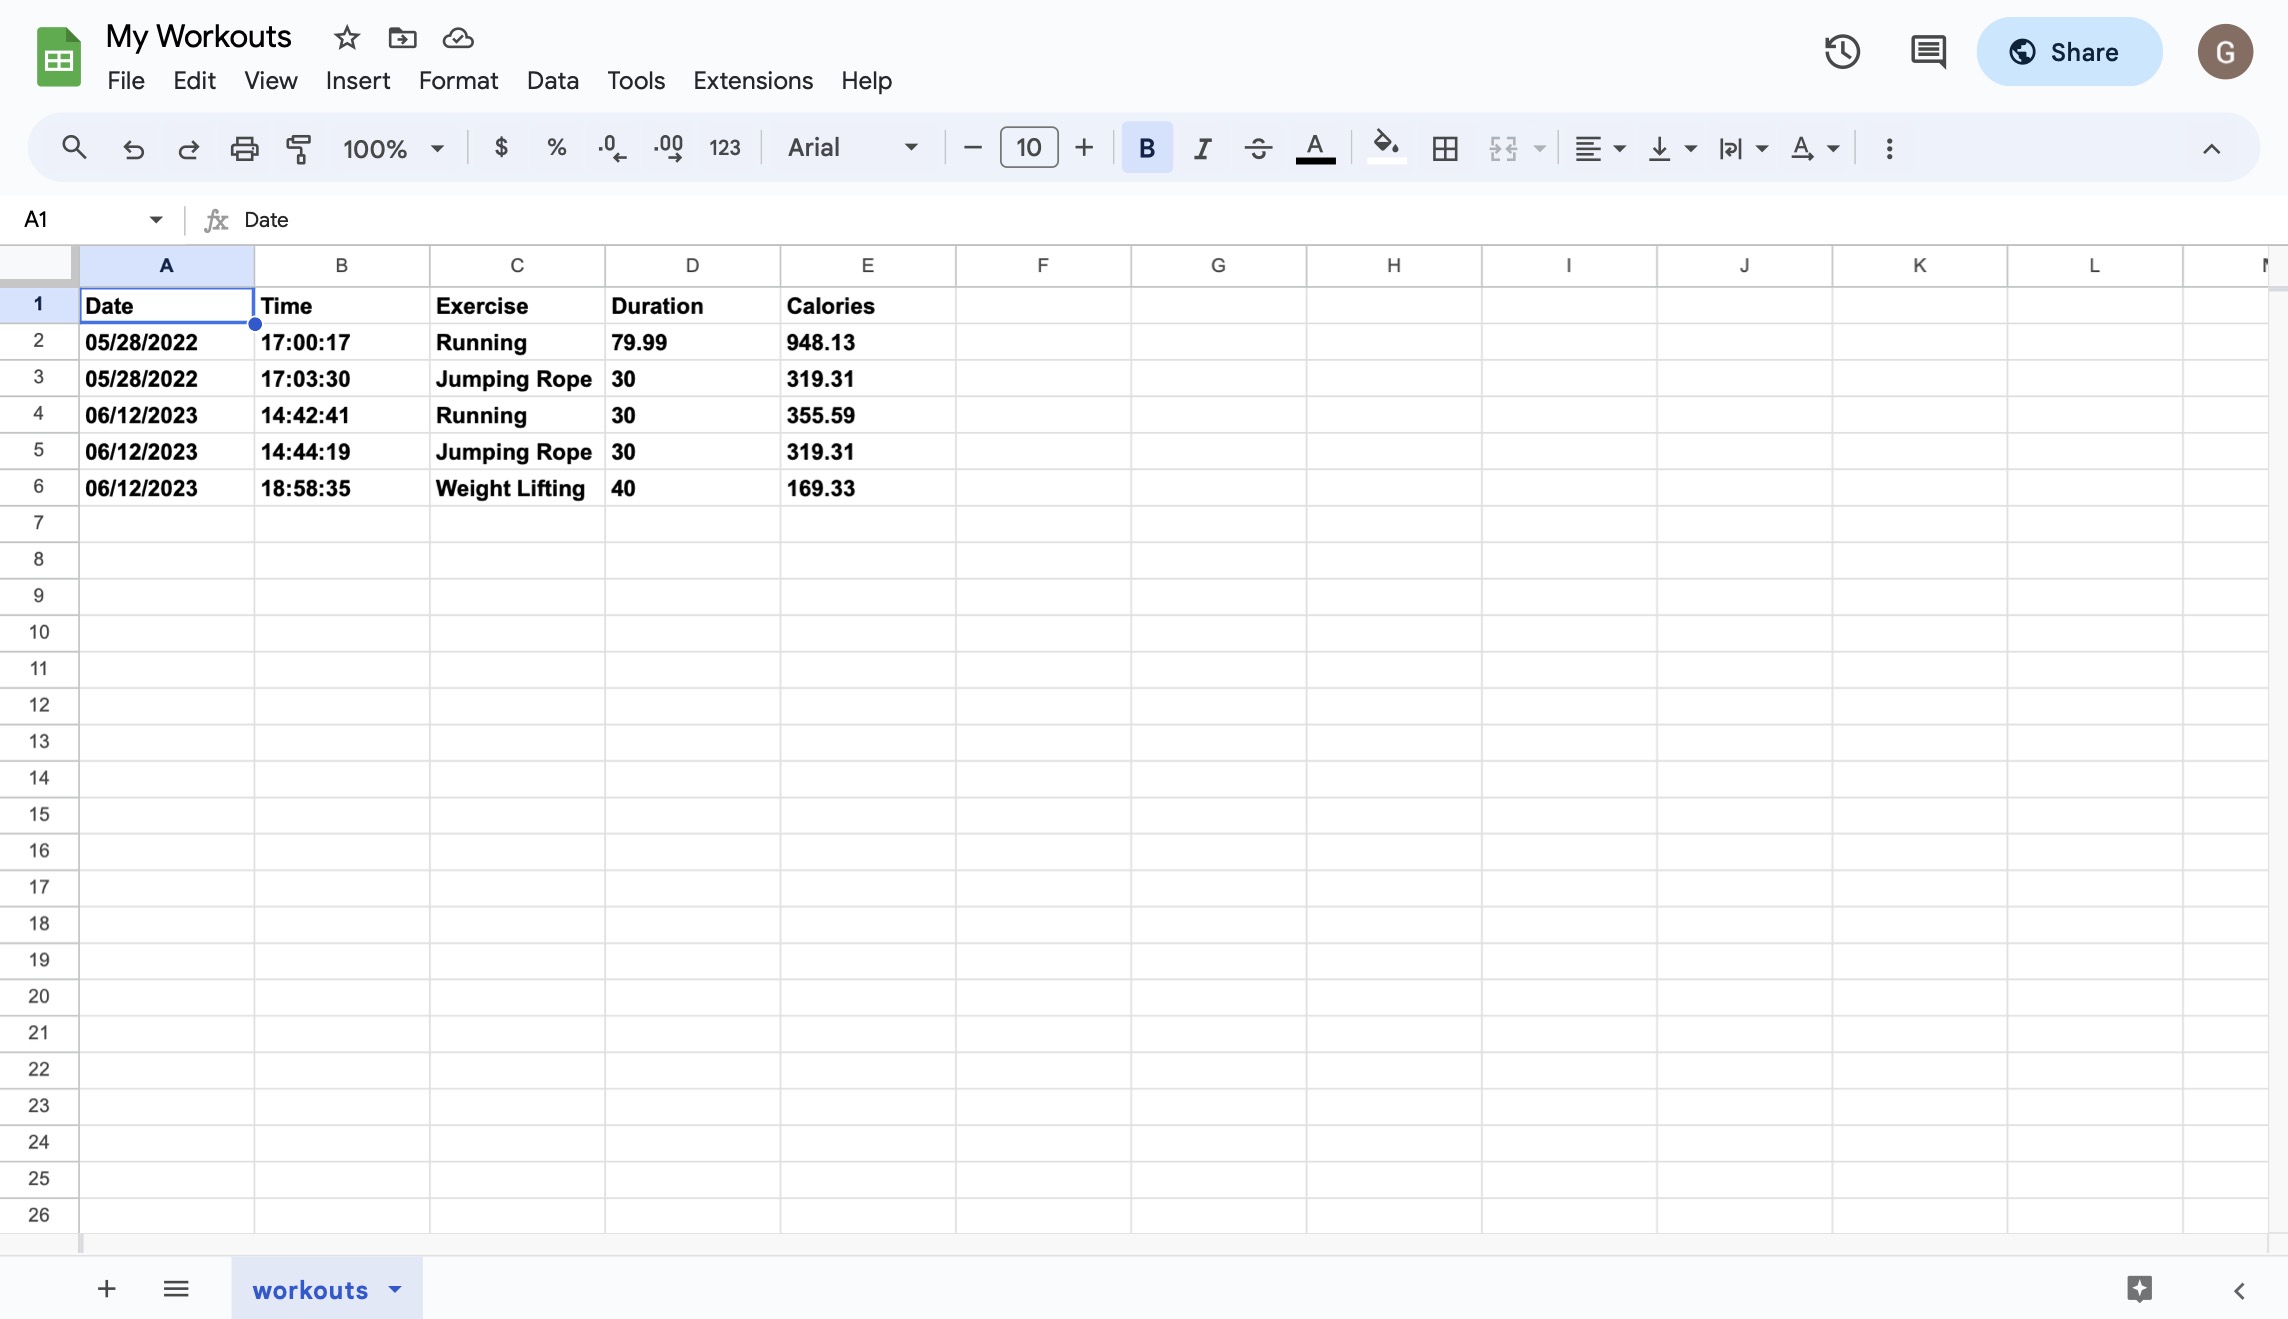 My Workouts
File Edit View Insert Format Data Tools Extensions Help
Share
G
100% $ % .0 .00 123 Arial 10 B I S A A
A1 fx Date
A B C D E F G H I J K L
1 Date Time Exercise Duration Calories
2 05/28/2022 17:00:17 Running 79.99 948.13
3 05/28/2022 17:03:30 Jumping Rope 30 319.31
4 06/12/2023 14:42:41 Running 30 355.59
5 06/12/2023 14:44:19 Jumping Rope 30 319.31
6 06/12/2023 18:58:35 Weight Lifting 40 169.33
7
8
9
10
11
12
13
14
15
16
17
18
19
20
21
22
23
24
25
26
workouts